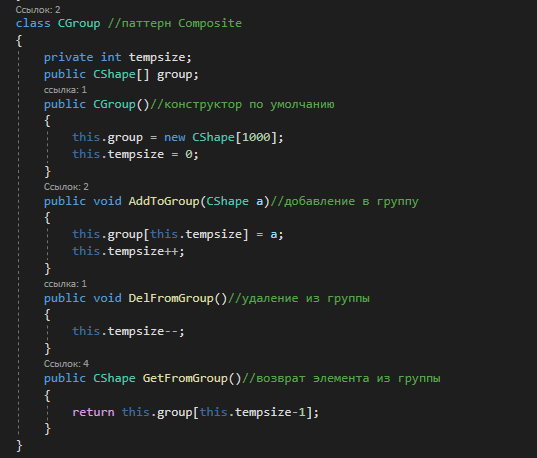 Ссылок: 2
class CGroup //паттерн Composite
{
private int tempsize;
public CShape[] group;
ссылка: 1
public CGroup()//конструктор по умолчанию
{
this.group = new CShape[1000];
this.tempsize = 0;
}
Ссылок: 2
public void AddToGroup(CShape a)//добавление в группу
{
this.group[this.tempsize] = a;
this.tempsize++;
}
ссылка: 1
public void DelFromGroup()//удаление из группы
{
this.tempsize--;
}
Ссылок: 4
public CShape GetFromGroup()//возврат элемента из группы
{
return this.group[this.tempsize-1];
}
}